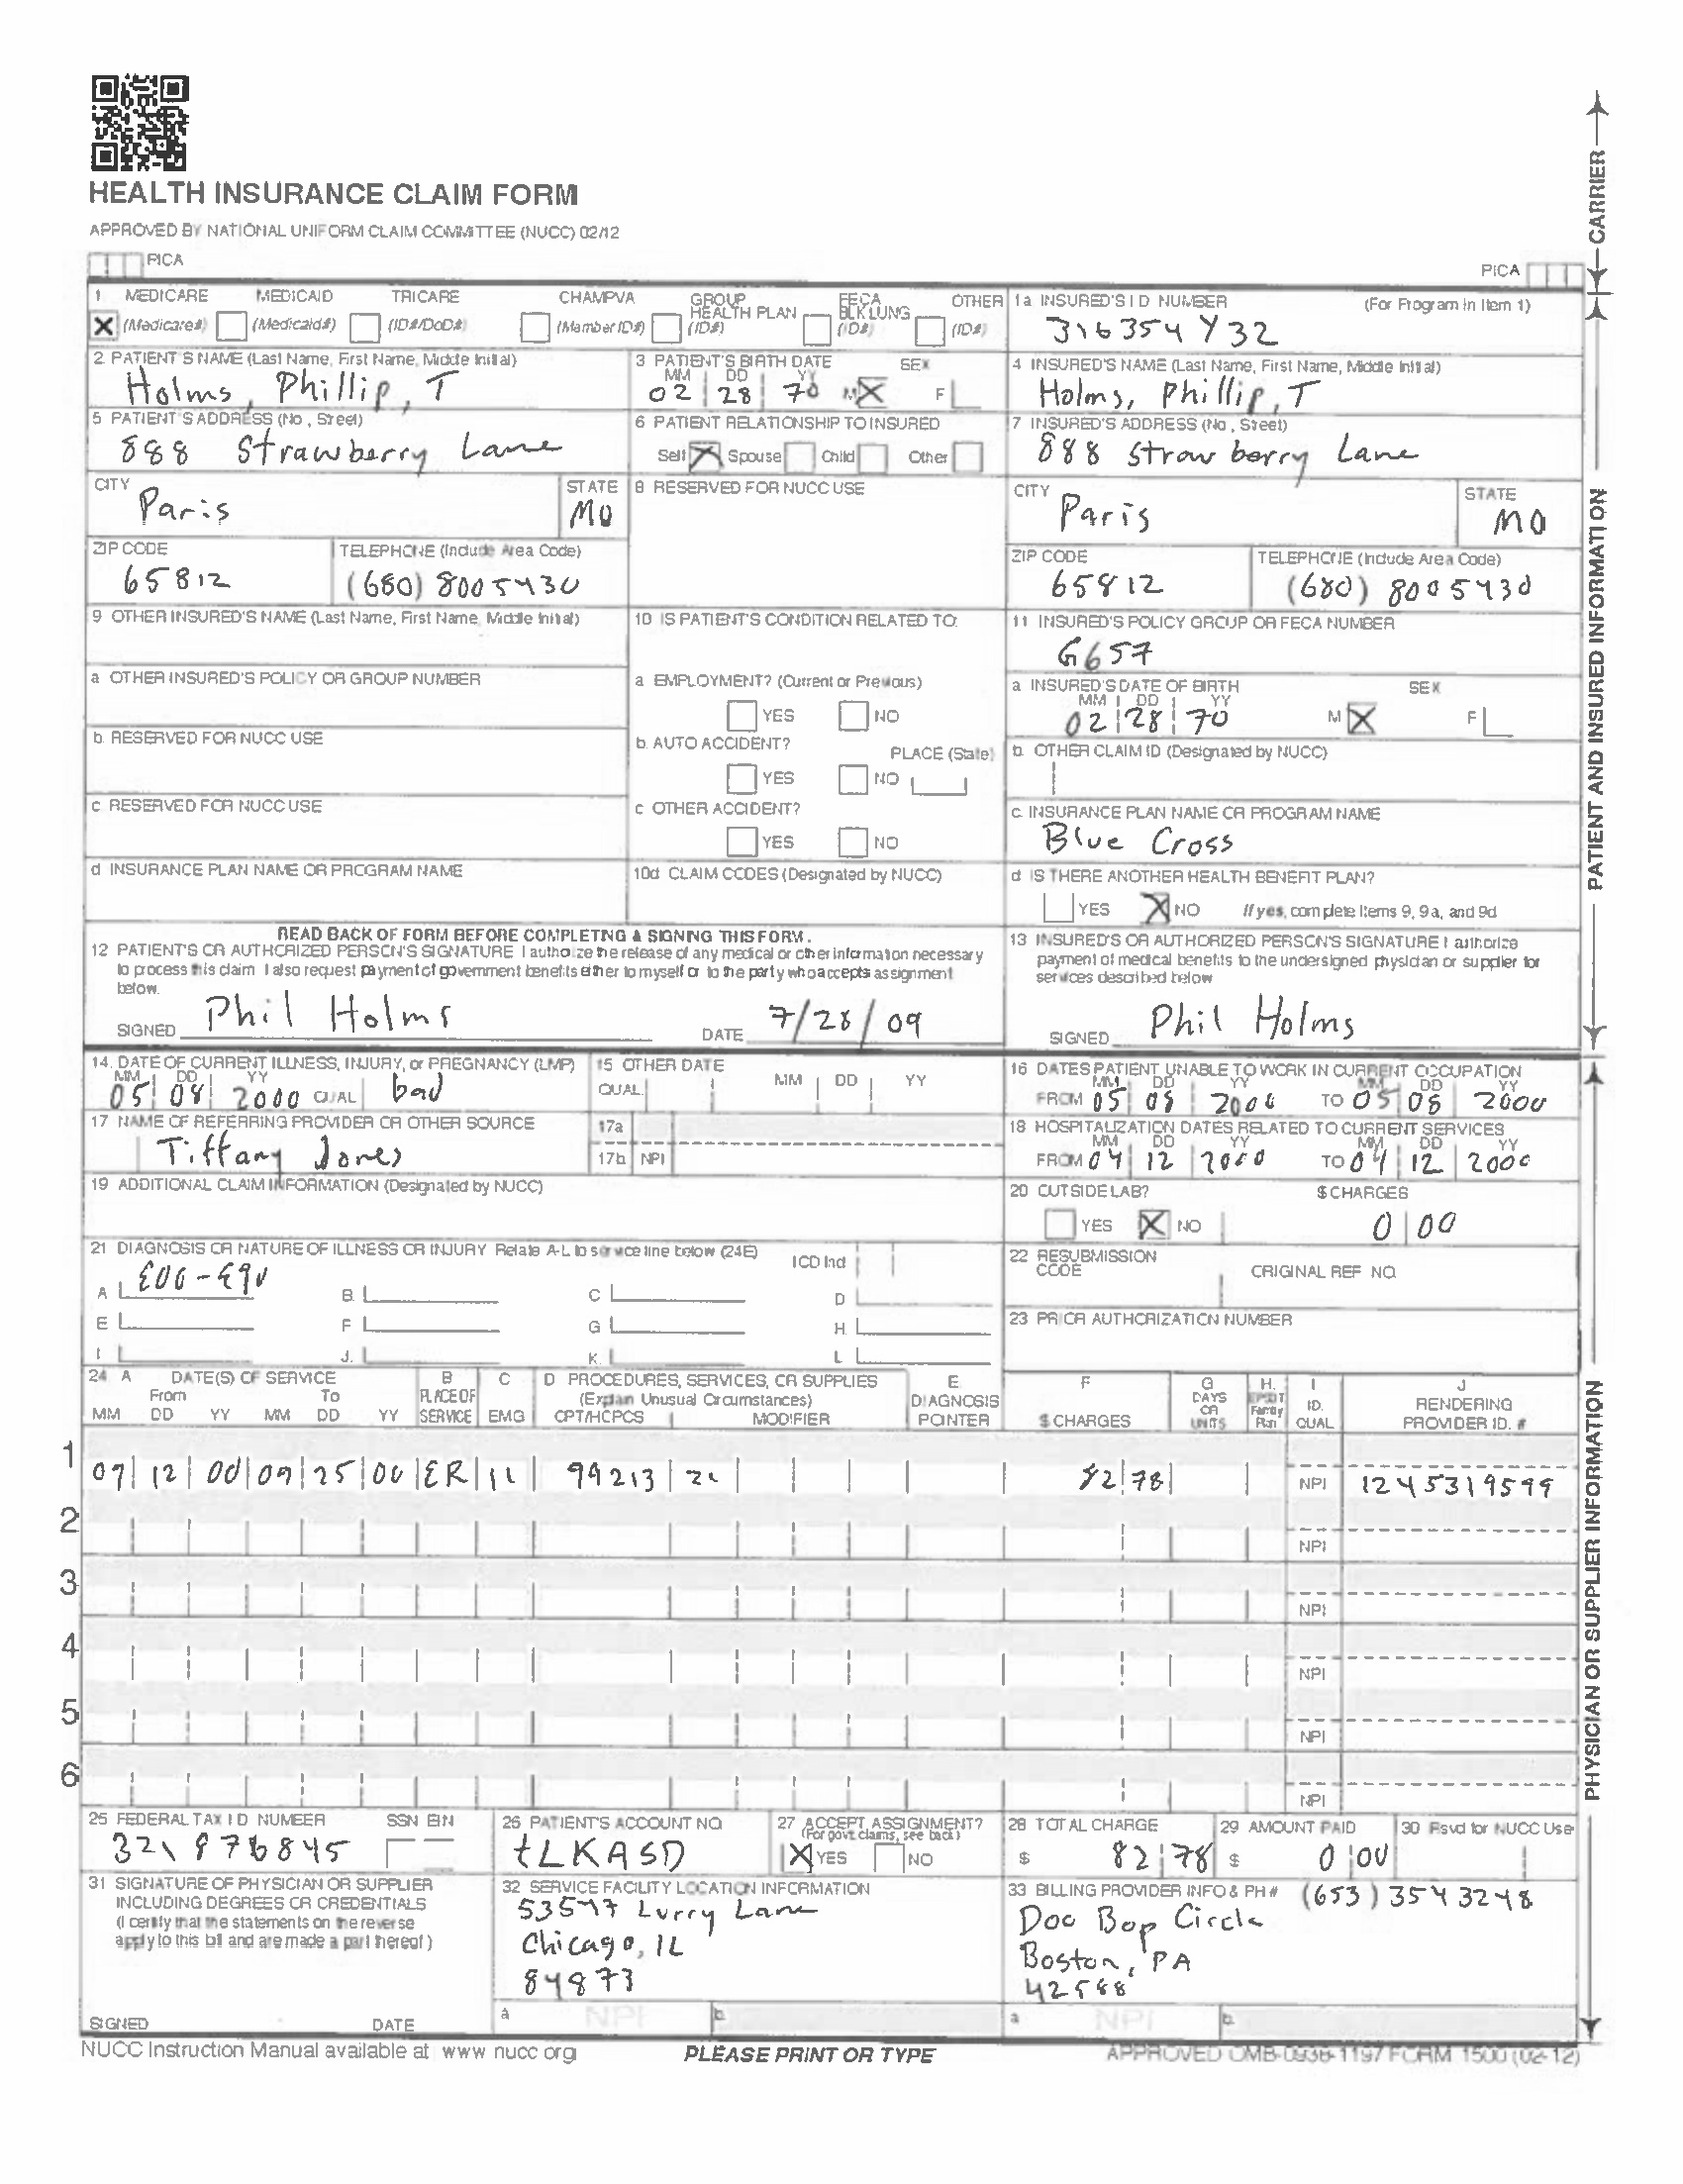 HEALTH INSURANCE CLAIM FORM
APPROVED BY NATIONAL UNIFORM CLAIM COMMITTEE (NUCC) 02/12
PICA
PICA
CARRIER
1 MEDICARE MEDICAID TRICARE CHAMPVA GROUP HEALTH PLAN FECA BLK LUNG OTHER
(Medicare#) (Medicaid#) (ID#/DoD#) (Member ID#) (ID#) (ID#) (ID#)
1a INSURED'S I D NUMBER (For Program in Item 1)
316354Y32
2 PATIENT'S NAME (Last Name, First Name, Middle Initial)
Holms, Phillip, T
3 PATIENT'S BIRTH DATE SEX
MM DD YY
02 28 70 M F
4 INSURED'S NAME (Last Name, First Name, Middle Initial)
Holms, Phillip, T
5 PATIENT'S ADDRESS (No, Street)
888 Strawberry Lane
6 PATIENT RELATIONSHIP TO INSURED
Self Spouse Child Other
7 INSURED'S ADDRESS (No, Street)
888 Strawberry Lane
CITY STATE
Paris MO
8 RESERVED FOR NUCC USE
CITY STATE
Paris MO
ZIP CODE TELEPHONE (Include Area Code)
65812 (680) 8005430
ZIP CODE TELEPHONE (Include Area Code)
65812 (680) 8005430
9 OTHER INSURED'S NAME (Last Name, First Name, Middle Initial)
10 IS PATIENT'S CONDITION RELATED TO:
11 INSURED'S POLICY GROUP OR FECA NUMBER
G657
a OTHER INSURED'S POLICY OR GROUP NUMBER
a EMPLOYMENT? (Current or Previous)
YES NO
a INSURED'S DATE OF BIRTH SEX
MM DD YY
02 28 70 M F
b. RESERVED FOR NUCC USE
b. AUTO ACCIDENT? PLACE (State)
YES NO
b. OTHER CLAIM ID (Designated by NUCC)
c RESERVED FOR NUCC USE
c OTHER ACCIDENT?
YES NO
c. INSURANCE PLAN NAME OR PROGRAM NAME
Blue Cross
d INSURANCE PLAN NAME OR PROGRAM NAME
10d CLAIM CODES (Designated by NUCC)
d IS THERE ANOTHER HEALTH BENEFIT PLAN?
YES NO If yes, complete items 9, 9a, and 9d
PATIENT AND INSURED INFORMATION
READ BACK OF FORM BEFORE COMPLETING & SIGNING THIS FORM.
12 PATIENT'S OR AUTHORIZED PERSON'S SIGNATURE I authorize the release of any medical or other information necessary
to process this claim I also request payment of government benefits either to myself or to the party who accepts assignment
below.
SIGNED Phil Holms DATE 7/28/09
13 INSURED'S OR AUTHORIZED PERSON'S SIGNATURE I authorize
payment of medical benefits to the undersigned physician or supplier for
services described below
SIGNED Phil Holms
14. DATE OF CURRENT ILLNESS, INJURY, or PREGNANCY (LMP)
MM DD YY
05 08 2000 QUAL bad
15 OTHER DATE
QUAL MM DD YY
16 DATES PATIENT UNABLE TO WORK IN CURRENT OCCUPATION
MM DD YY MM DD YY
FROM 05 08 2000 TO 05 08 2000
17 NAME OF REFERRING PROVIDER OR OTHER SOURCE
Tiffany Jones
17a
17b NPI
18 HOSPITALIZATION DATES RELATED TO CURRENT SERVICES
MM DD YY MM DD YY
FROM 04 12 2000 TO 04 12 2000
19 ADDITIONAL CLAIM INFORMATION (Designated by NUCC)
20 OUTSIDE LAB? $ CHARGES
YES NO 0 00
21 DIAGNOSIS OR NATURE OF ILLNESS OR INJURY Relate A-L to service line below (24E) ICD Ind
A E00-E90 B. C D
E F G H
I J. K. L
22 RESUBMISSION CODE ORIGINAL REF NO
23 PRIOR AUTHORIZATION NUMBER
24 A DATE(S) OF SERVICE B C D PROCEDURES, SERVICES, OR SUPPLIES E F G H. I J
From To PLACE OF (Explain Unusual Circumstances) DIAGNOSIS DAYS OR EPSDT Family ID. RENDERING
MM DD YY MM DD YY SERVICE EMG CPT/HCPCS MODIFIER POINTER $ CHARGES UNITS Plan QUAL PROVIDER ID. #
1 12 00 25 00 ER 99213 82 78 NPI 1245319599
2 NPI
3 NPI
4 NPI
5 NPI
6 NPI
PHYSICIAN OR SUPPLIER INFORMATION
25 FEDERAL TAX I D NUMBER SSN EIN
321876845
26 PATIENT'S ACCOUNT NO
tLKASD
27 ACCEPT ASSIGNMENT?
(For govt. claims, see back)
YES NO
28 TOTAL CHARGE
$ 82 78
29 AMOUNT PAID
$ 0 00
30 Rsvd for NUCC Use
31 SIGNATURE OF PHYSICIAN OR SUPPLIER
INCLUDING DEGREES OR CREDENTIALS
(I certify that the statements on the reverse
apply to this bill and are made a part thereof)
SIGNED DATE
32 SERVICE FACILITY LOCATION INFORMATION
Lurry Lane
Chicago, IL
84873
a NPI b.
33 BILLING PROVIDER INFO & PH # (653) 3543248
Doo Bop Circle
Boston, PA
a NPI b.
NUCC Instruction Manual available at www nucc org
PLEASE PRINT OR TYPE
APPROVED OMB-0938-1197 FORM 1500 (02-12)